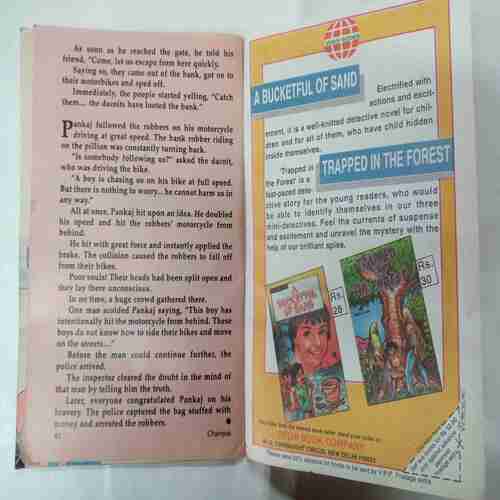 As soon as he reached the gate, he told his
friend, "Come, let us escape from here quickly.
Saying so, they came out of the bank, got on to
their motorbikes and sped off.
Immediately, the people started yelling, "Catch
them... the dacoits have looted the bank."
Pankaj followed the robbers on his motorcycle
driving at great speed. The bank robber riding
on the pillion was constantly turning back.
"Is somebody following us?" asked the dacoit,
who was driving the bike.
"A boy is chasing us on his bike at full speed.
But there is nothing to worry... he cannot harm us in
any way."
All at once, Pankaj hit upon an idea. He doubled
his speed and hit the robbers' motorcycle from
behind.
He hit with great force and instantly applied the
brake. The collision caused the robbers to fall off
from their bikes.
Poor souls! Their heads had been split open and
they lay there unconscious.
In no time, a huge crowd gathered there.
One man scolded Pankaj saying, "This boy has
intentionally hit the motorcycle from behind. These
boys do not know how to ride their bikes and move
on the streets..."
Before the man could continue further, the
police arrived.
The inspector cleared the doubt in the mind of
that man by telling him the truth.
Later, everyone congratulated Pankaj on his
bravery. The police captured the bag stuffed with
money and arrested the robbers.
Champak
A BUCKETFUL OF SAND
Electrified with
actions and excit-
ement, it is a well-knitted detective novel for chil-
dren and for all of them, who have child hidden
inside themselves.
TRAPPED IN THE FOREST
'Trapped in
the Forest' is a
fast-paced dete-
ctive story for the young readers, who would
be able to identify themselves in our three
mini-detectives. Feel the currents of suspense
and excitement and unravel the mystery with the
help of our brilliant spies.
A
BUCKETFUL
OF SAND
Rs.
25
TRAPPED
IN THE
FOREST
Rs.
30
DELHI BOOK COMPANY
NEW DELHI